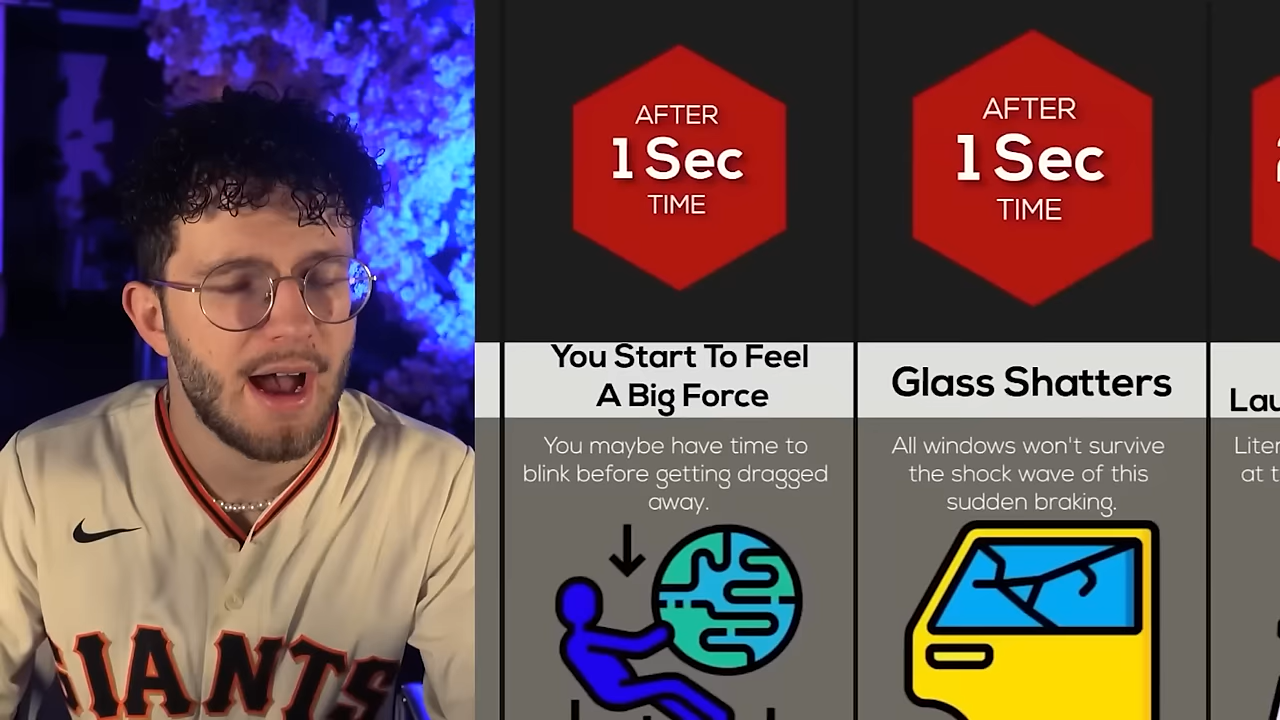 AFTER
1 Sec
TIME
You Start To Feel
A Big Force
You maybe have time to
blink before getting dragged
away.
AFTER
1 Sec
TIME
Glass Shatters
All windows won't survive
the shock wave of this
sudden braking.
GIANTS